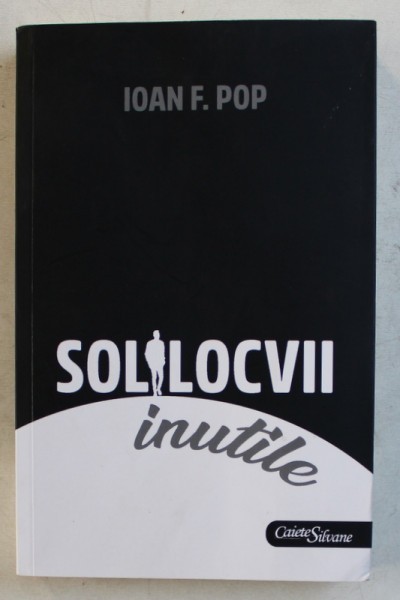 IOAN F. POP
SOLILOCVII
inutile
Caiete Silvane